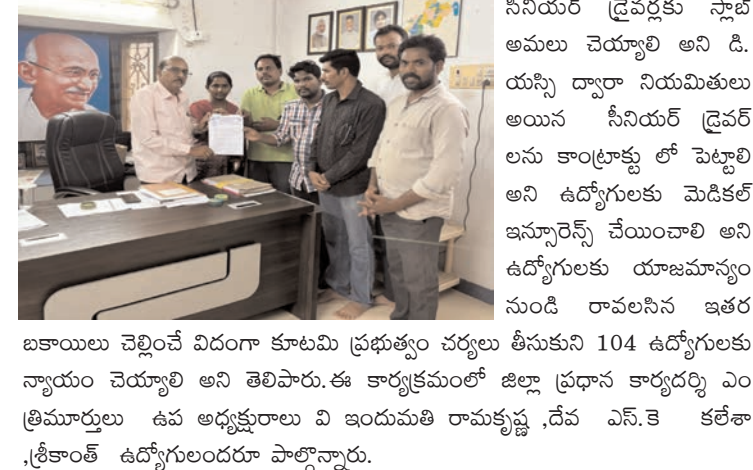 సీనియర్ డ్రైవర్లకు స్లాబ్
అమలు చెయ్యాలి అని డి.
యస్సి ద్వారా నియమితులు
అయిన సీనియర్ డ్రైవర్
లను కాంట్రాక్టు లో పెట్టాలి
అని ఉద్యోగులకు మెడికల్
ఇన్సూరెన్స్ చేయించాలి అని
ఉద్యోగులకు యాజమాన్యం
నుండి రావలసిన ఇతర
బకాయిలు చెల్లించే విదంగా కూటమి ప్రభుత్వం చర్యలు తీసుకుని 104 ఉద్యోగులకు
న్యాయం చెయ్యాలి అని తెలిపారు.ఈ కార్యక్రమంలో జిల్లా ప్రధాన కార్యదర్శి ఎం
త్రిమూర్తులు ఉప అధ్యక్షురాలు వి ఇందుమతి రామకృష్ణ ,దేవ ఎస్.కె కలేశా
,శ్రీకాంత్ ఉద్యోగులందరూ పాల్గొన్నారు.